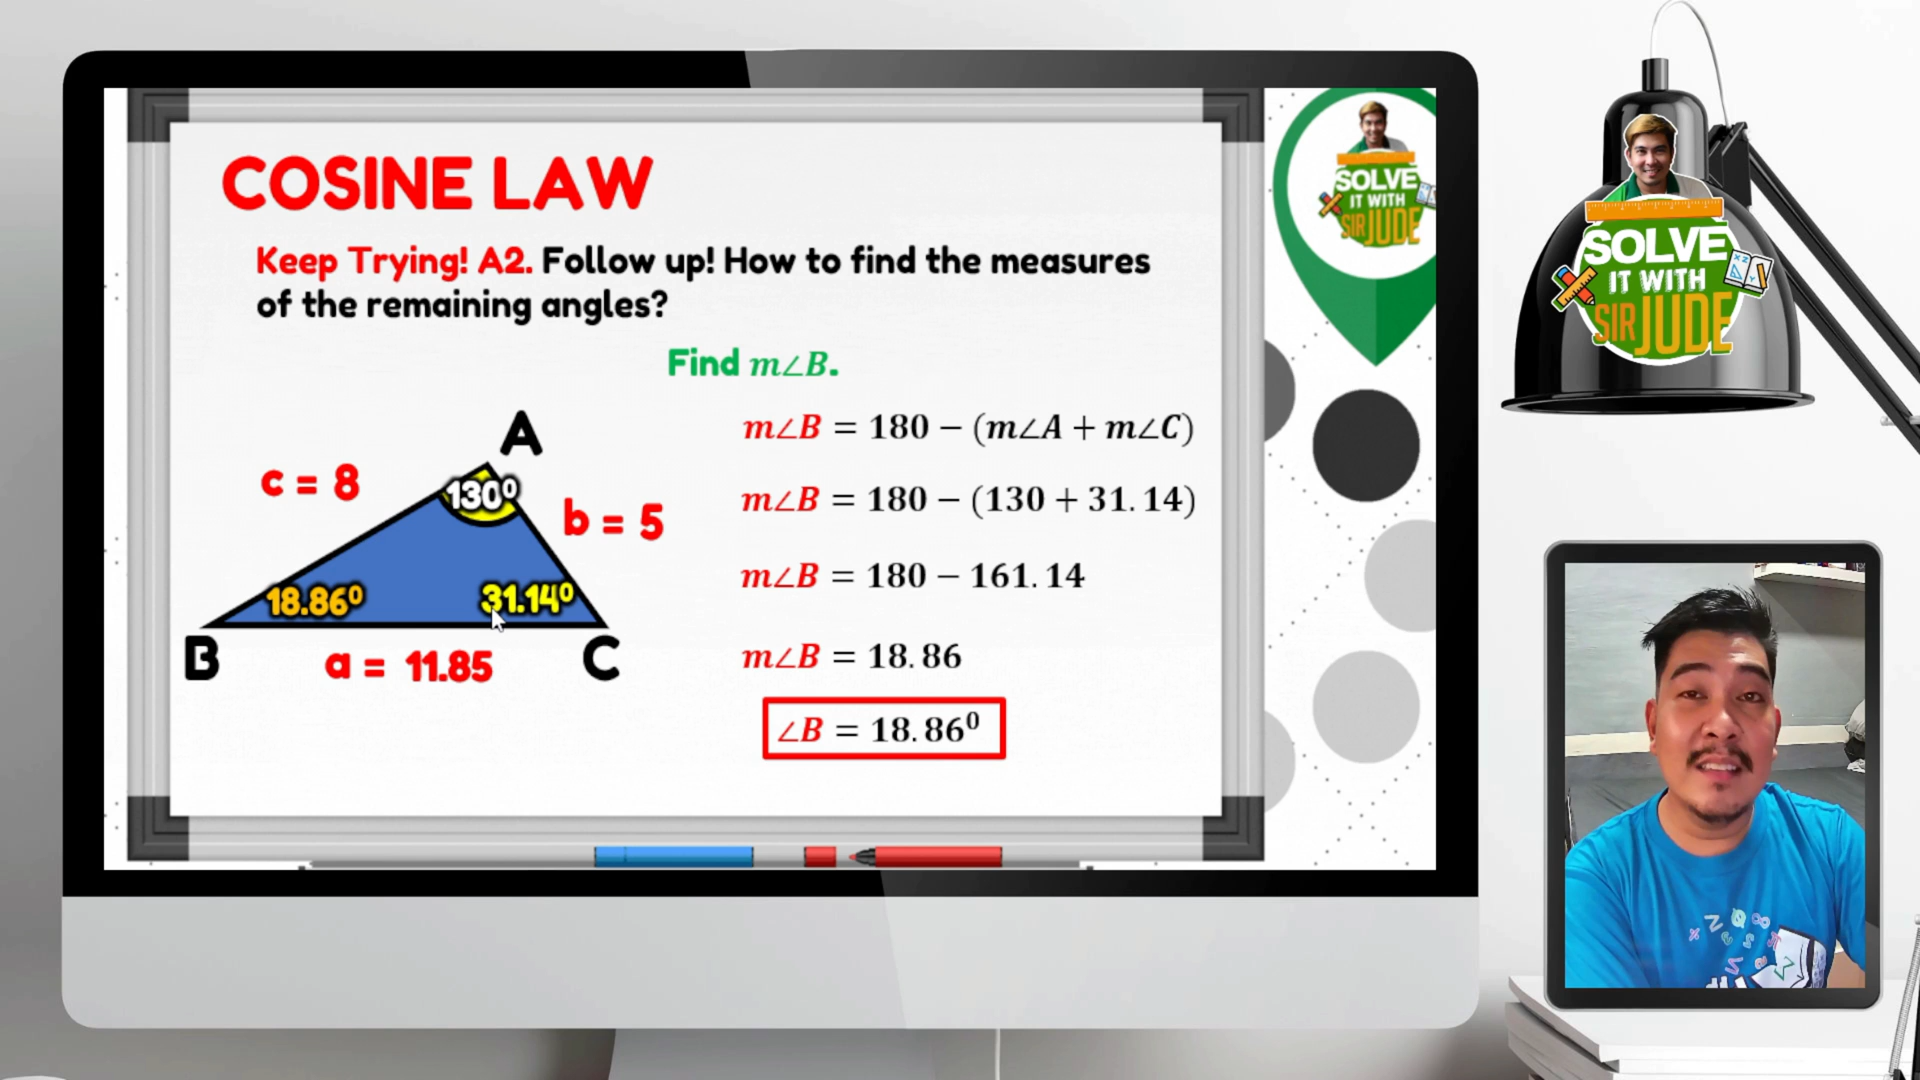 COSINE LAW
Keep Trying! A2. Follow up! How to find the measures
of the remaining angles?
Find m∠B.
A
c = 8
130⁰
b = 5
18.86⁰
31.14⁰
B
a = 11.85
C
m∠B = 180 − (m∠A + m∠C)
m∠B = 180 − (130 + 31.14)
m∠B = 180 − 161.14
m∠B = 18.86
∠B = 18.86⁰
SOLVE
IT WITH
SIR JUDE
SOLVE
IT WITH
SIR JUDE